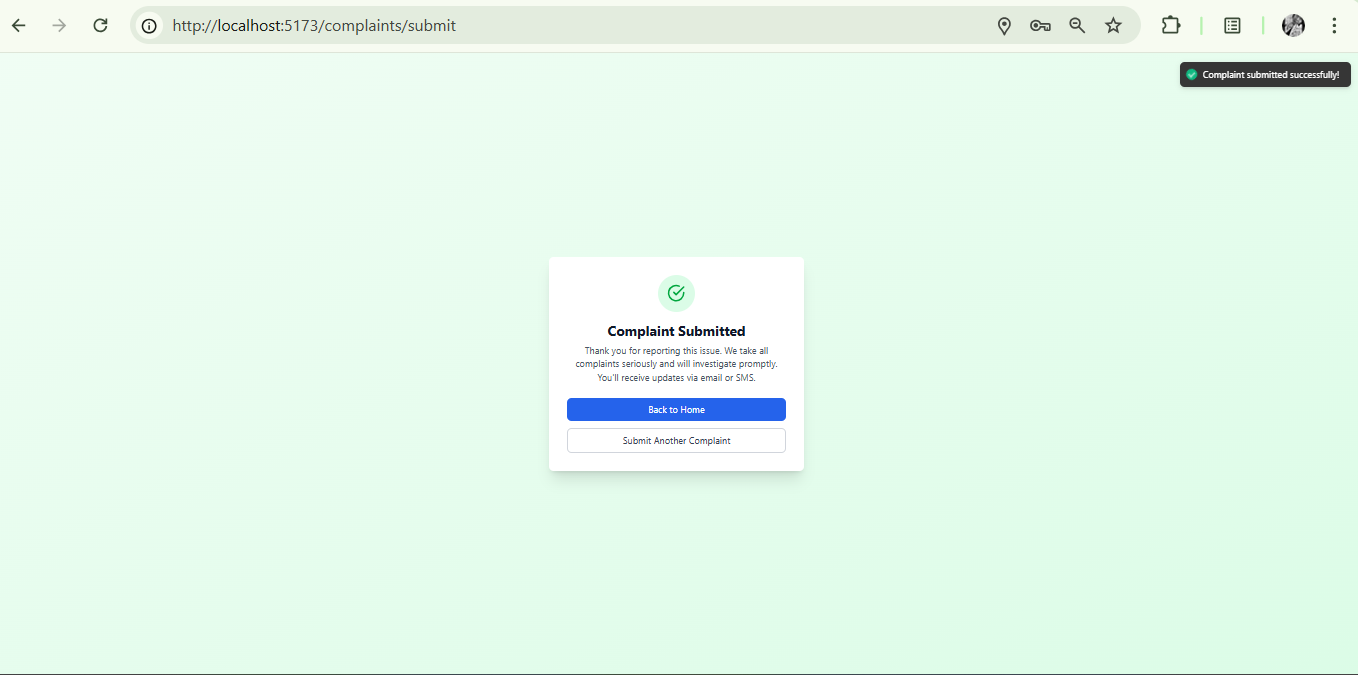 http://localhost:5173/complaints/submit
Complaint submitted successfully!
Complaint Submitted
Thank you for reporting this issue. We take all
complaints seriously and will investigate promptly.
You'll receive updates via email or SMS.
Back to Home
Submit Another Complaint